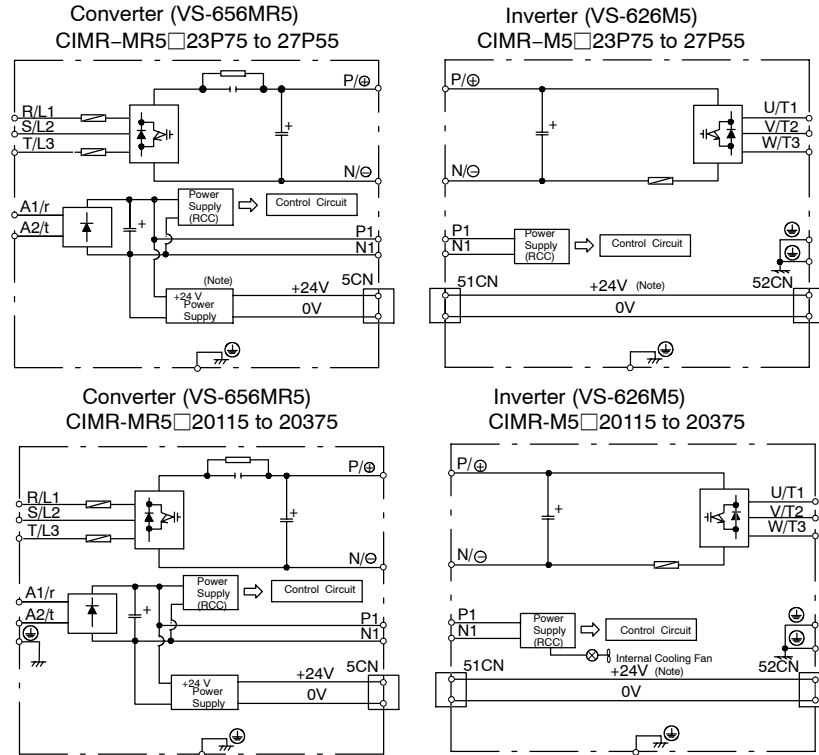 Converter (VS-656MR5)
CIMR–MR5□23P75 to 27P55
P/⊕
R/L1
S/L2
T/L3
+
N/⊖
A1/r
A2/t
+
Power
Supply
(RCC)
Control Circuit
P1
N1
(Note)
5CN
+24 V
Power
Supply
+24V
0V
Inverter (VS-626M5)
CIMR–M5□23P75 to 27P55
P/⊕
+
U/T1
V/T2
W/T3
N/⊖
P1
N1
Power
Supply
(RCC)
Control Circuit
51CN
+24V (Note)
52CN
0V
Converter (VS-656MR5)
CIMR-MR5□20115 to 20375
P/⊕
R/L1
S/L2
T/L3
+
N/⊖
A1/r
A2/t
+
Power
Supply
(RCC)
Control Circuit
P1
N1
5CN
+24 V
Power
Supply
+24V
0V
Inverter (VS-626M5)
CIMR-M5□20115 to 20375
P/⊕
+
U/T1
V/T2
W/T3
N/⊖
P1
N1
Power
Supply
(RCC)
Control Circuit
Internal Cooling Fan
51CN
+24V (Note)
52CN
0V